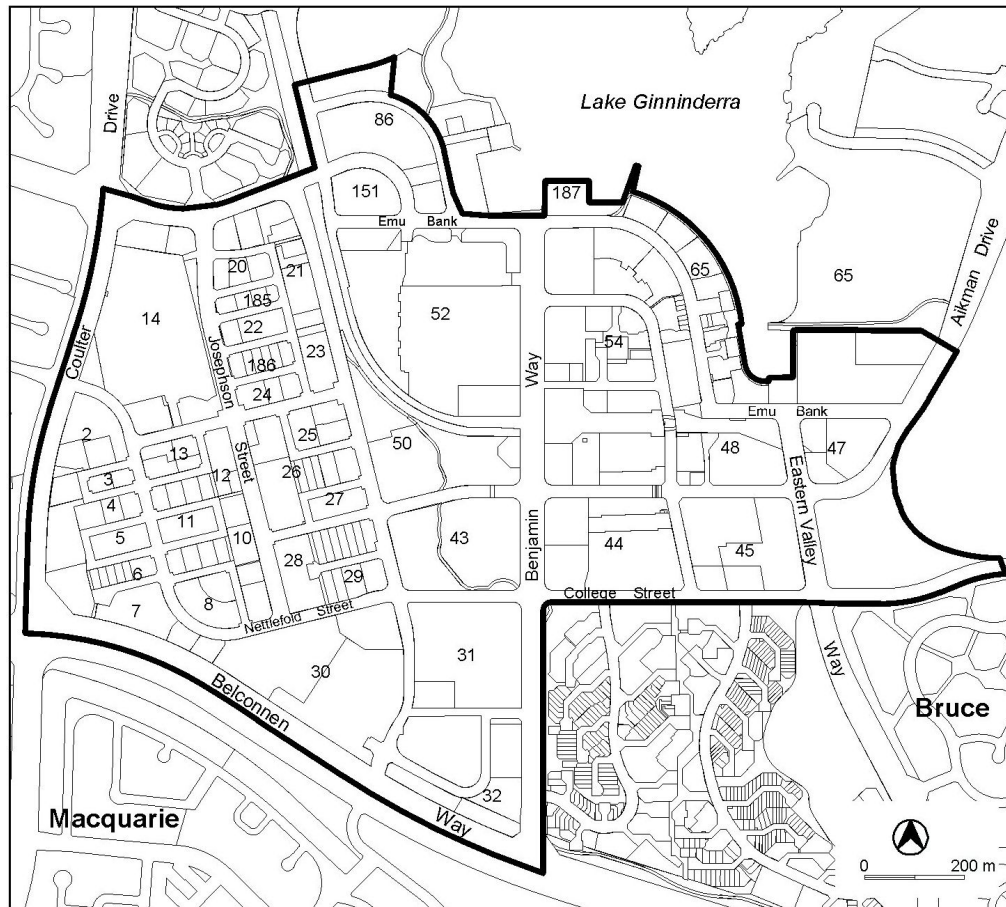 Lake Ginninderra
Drive
86
151
187
Emu Bank
65
65
Aikman Drive
20
21
185
14
22
52
Josephson
23
54
Coulter
186
Way
24
Emu Bank
2
25
50
48
47
13
26
3
Street
12
4
27
Eastern Valley
11
5
10
43
Benjamin
44
45
28
6
29
College Street
7
8
Nettlefold Street
31
30
Way
Belconnen
Bruce
32
Way
Macquarie
0 200 m